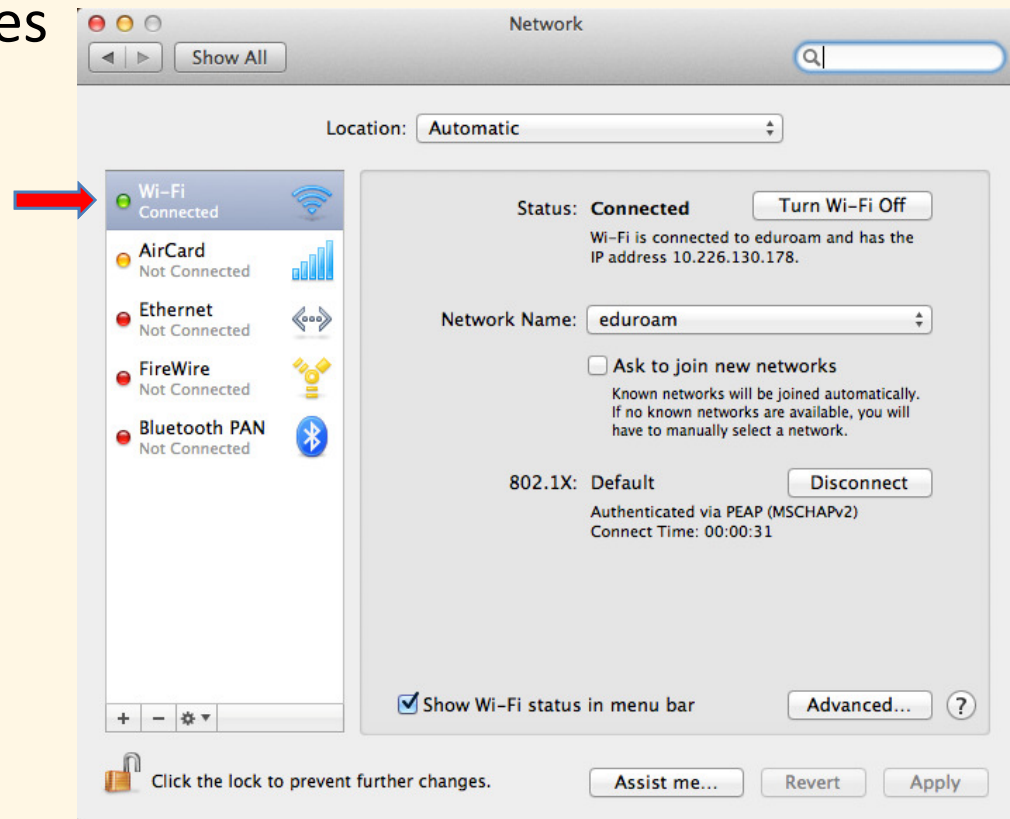 es
Network
Show All
Location: Automatic
Wi-Fi
Connected
AirCard
Not Connected
Ethernet
Not Connected
FireWire
Not Connected
Bluetooth PAN
Not Connected
Status: Connected
Turn Wi-Fi Off
Wi-Fi is connected to eduroam and has the
IP address 10.226.130.178.
Network Name: eduroam
Ask to join new networks
Known networks will be joined automatically.
If no known networks are available, you will
have to manually select a network.
802.1X: Default
Disconnect
Authenticated via PEAP (MSCHAPv2)
Connect Time: 00:00:31
Show Wi-Fi status in menu bar
Advanced...
?
+ −
Click the lock to prevent further changes.
Assist me...
Revert
Apply